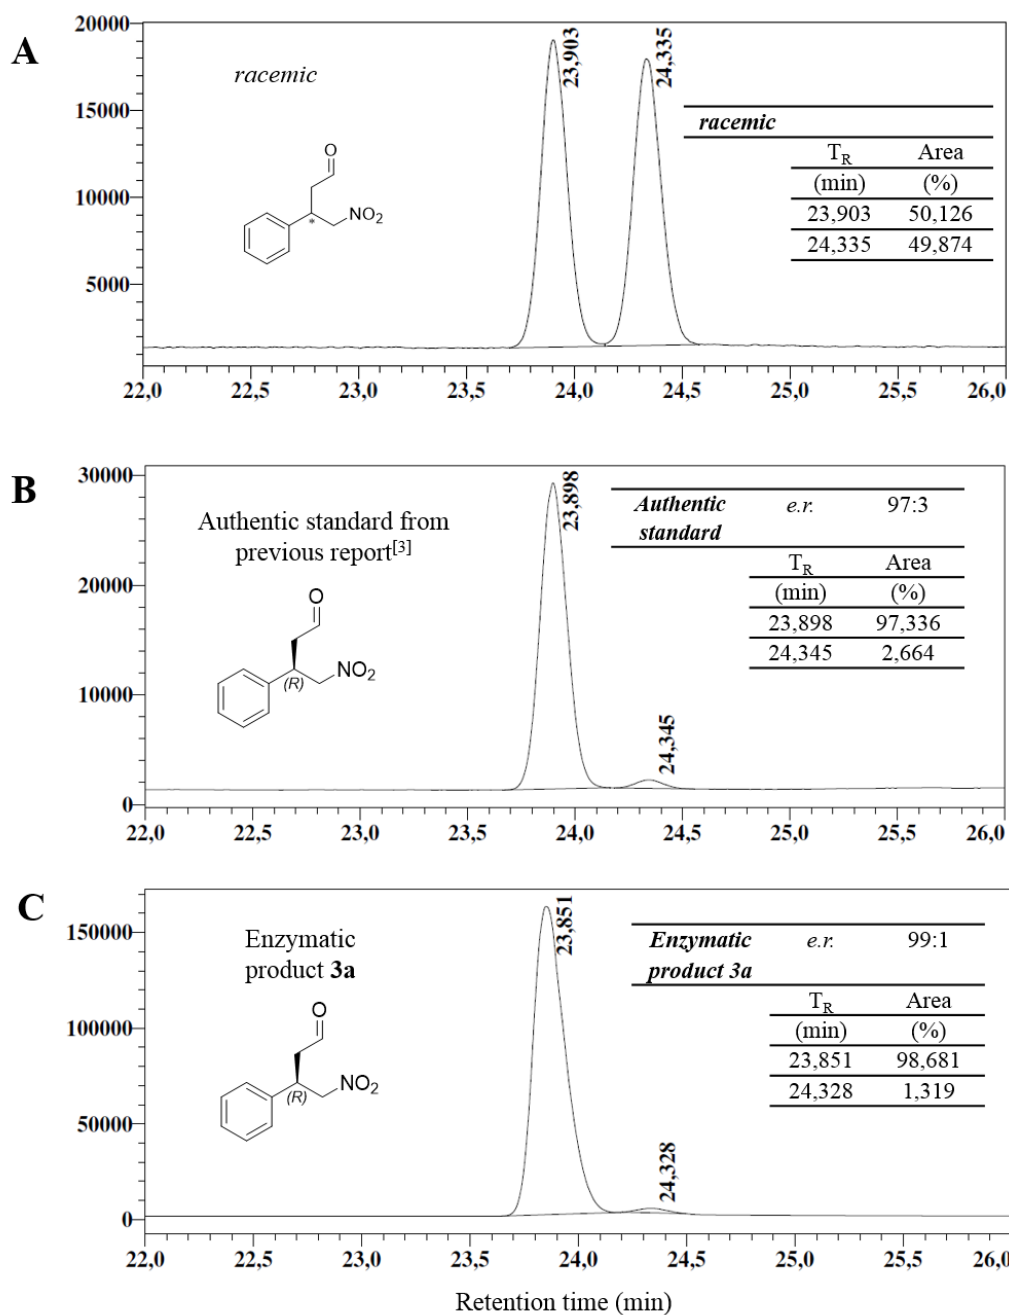 A
racemic
O
NO2
*
20000
15000
10000
5000
23,903
24,335
racemic
TR Area
(min) (%)
23,903 50,126
24,335 49,874
22,0 22,5 23,0 23,5 24,0 24,5 25,0 25,5 26,0
B
Authentic standard from
previous report[3]
O
NO2
(R)
30000
20000
10000
0
23,898
24,345
Authentic standard e.r. 97:3
TR Area
(min) (%)
23,898 97,336
24,345 2,664
22,0 22,5 23,0 23,5 24,0 24,5 25,0 25,5 26,0
C
Enzymatic
product 3a
O
NO2
(R)
150000
100000
50000
0
23,851
24,328
Enzymatic product 3a e.r. 99:1
TR Area
(min) (%)
23,851 98,681
24,328 1,319
22,0 22,5 23,0 23,5 24,0 24,5 25,0 25,5 26,0
Retention time (min)